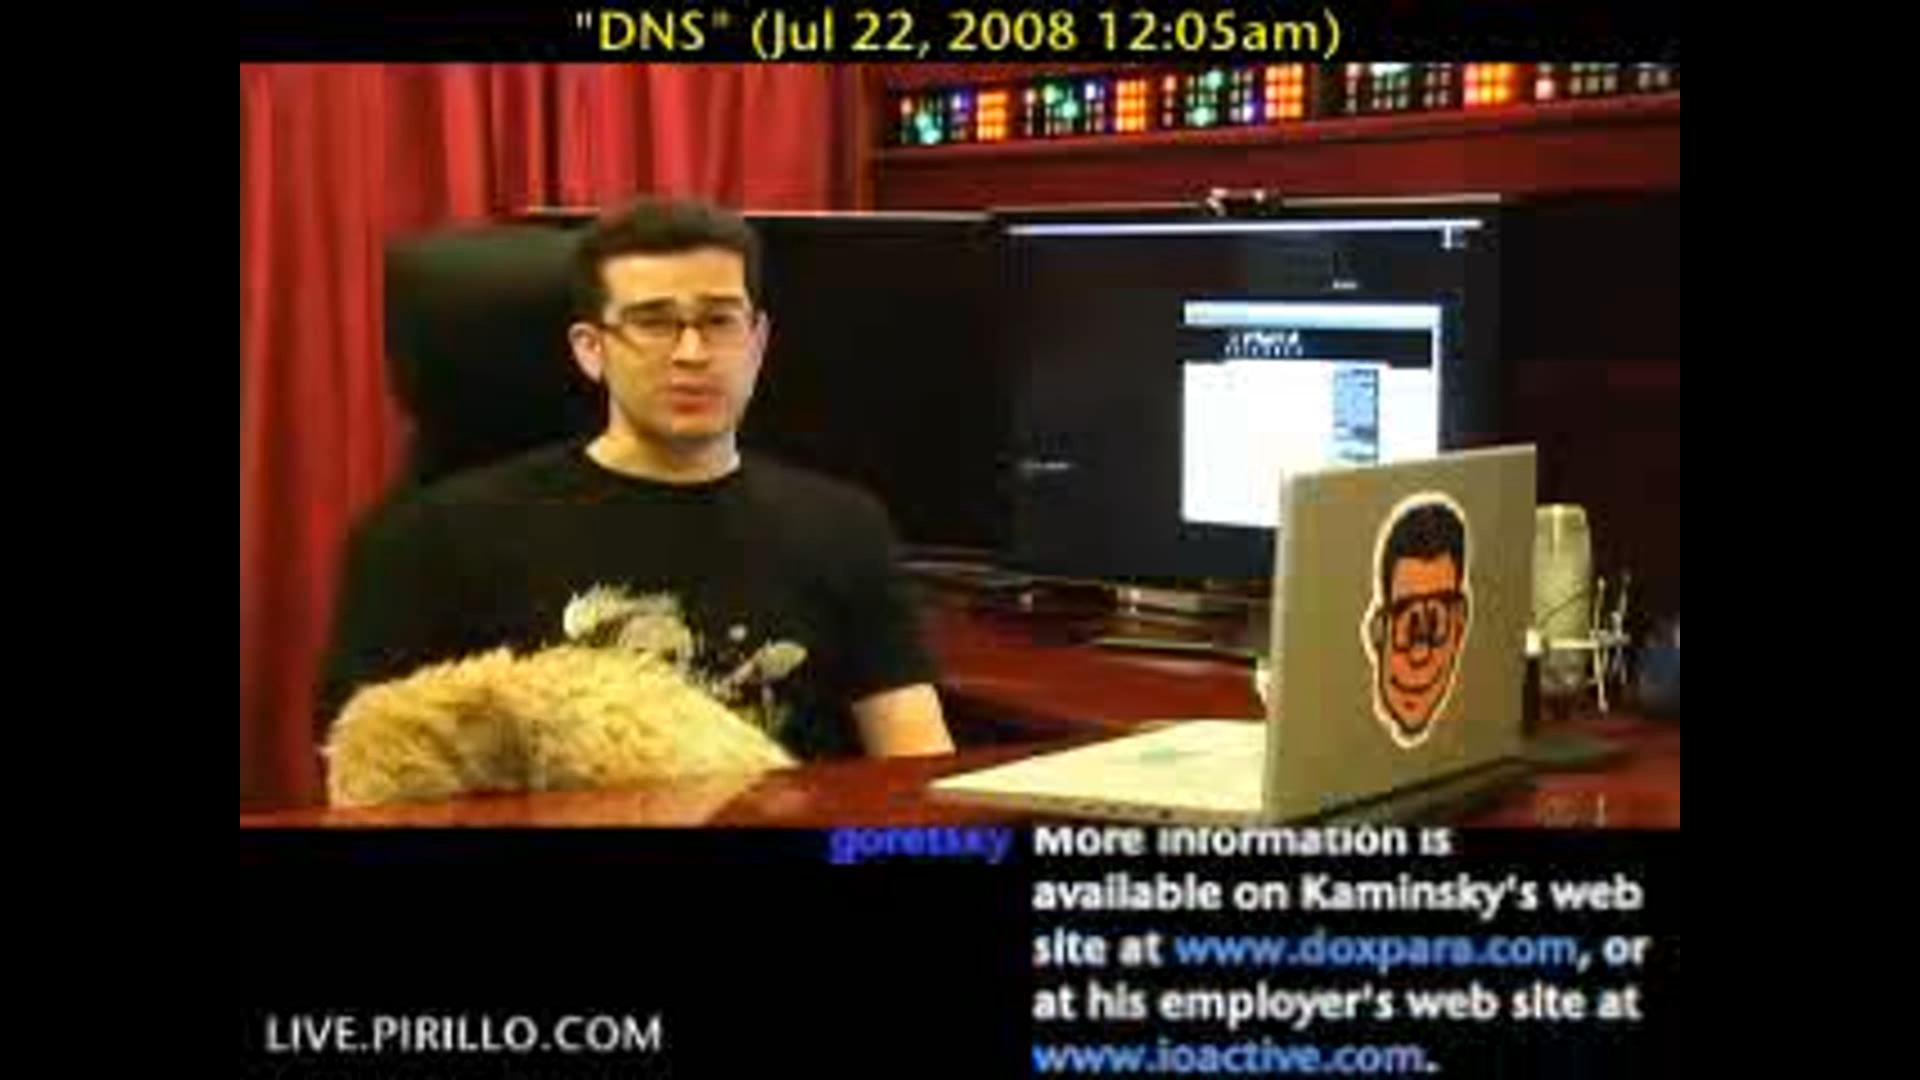 "DNS" (Jul 22, 2008 12:05am)
goretsky More information is
available on Kaminsky's web
site at www.doxpara.com, or
at his employer's web site at
www.ioactive.com.
LIVE.PIRILLO.COM